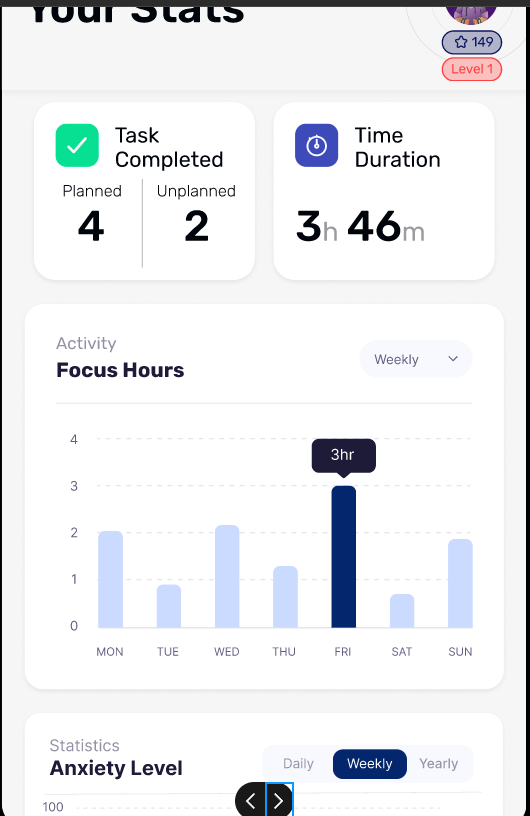 Your Stats
149
Level 1
Task
Completed
Planned
Unplanned
4
2
Time
Duration
3h 46m
Activity
Focus Hours
Weekly
4
3hr
3
2
1
0
MON TUE WED THU FRI SAT SUN
Statistics
Anxiety Level
Daily Weekly Yearly
100